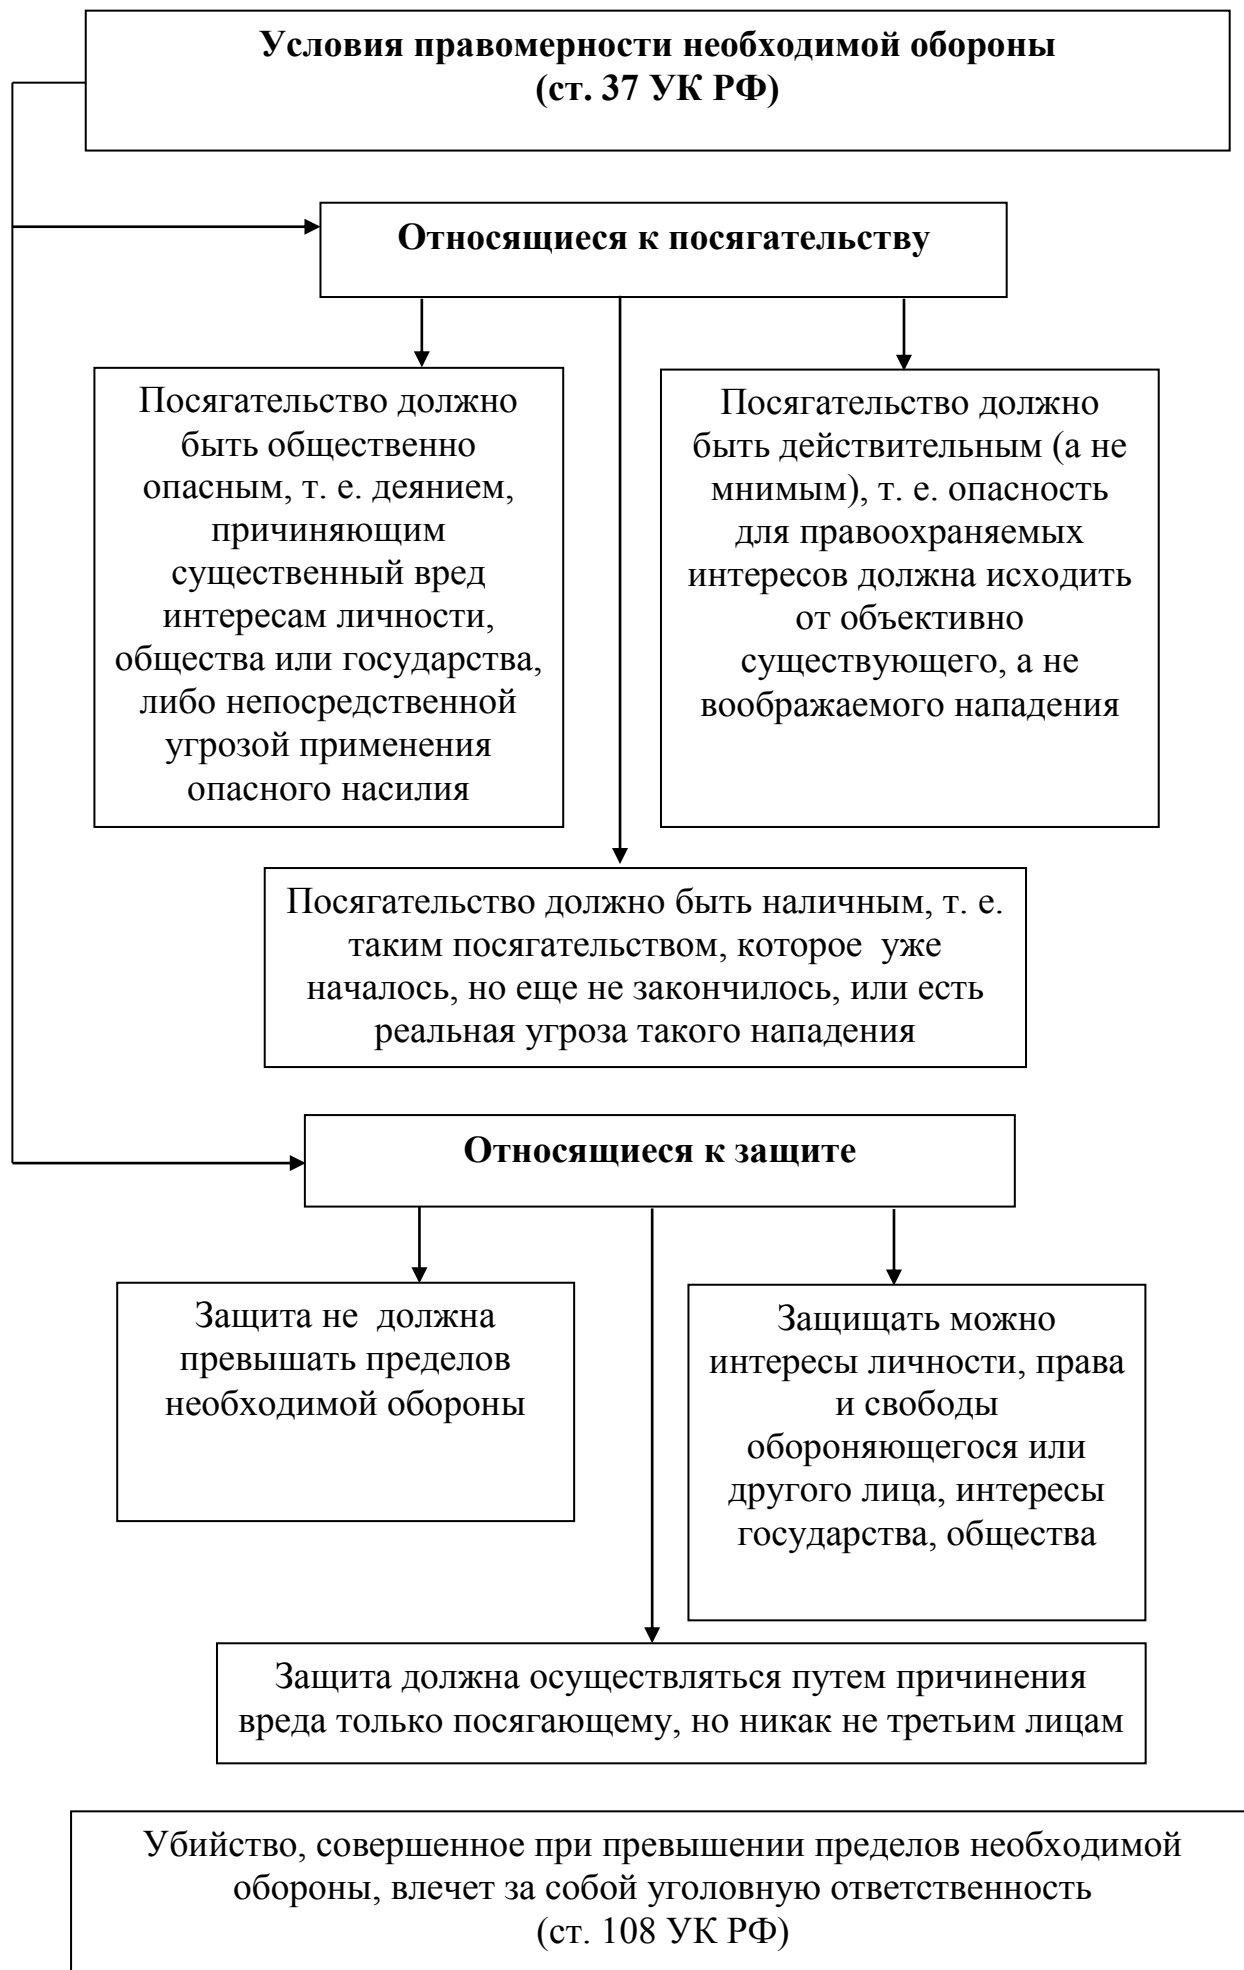 Условия правомерности необходимой обороны
(ст. 37 УК РФ)
Относящиеся к посягательству
Посягательство должно
быть общественно
опасным, т. е. деянием,
причиняющим
существенный вред
интересам личности,
общества или государства,
либо непосредственной
угрозой применения
опасного насилия
Посягательство должно
быть действительным (а не
мнимым), т. е. опасность
для правоохраняемых
интересов должна исходить
от объективно
существующего, а не
воображаемого нападения
Посягательство должно быть наличным, т. е.
таким посягательством, которое  уже
началось, но еще не закончилось, или есть
реальная угроза такого нападения
Относящиеся к защите
Защита не  должна
превышать пределов
необходимой обороны
Защищать можно
интересы личности, права
и свободы
обороняющегося или
другого лица, интересы
государства, общества
Защита должна осуществляться путем причинения
вреда только посягающему, но никак не третьим лицам
Убийство, совершенное при превышении пределов необходимой
обороны, влечет за собой уголовную ответственность
(ст. 108 УК РФ)